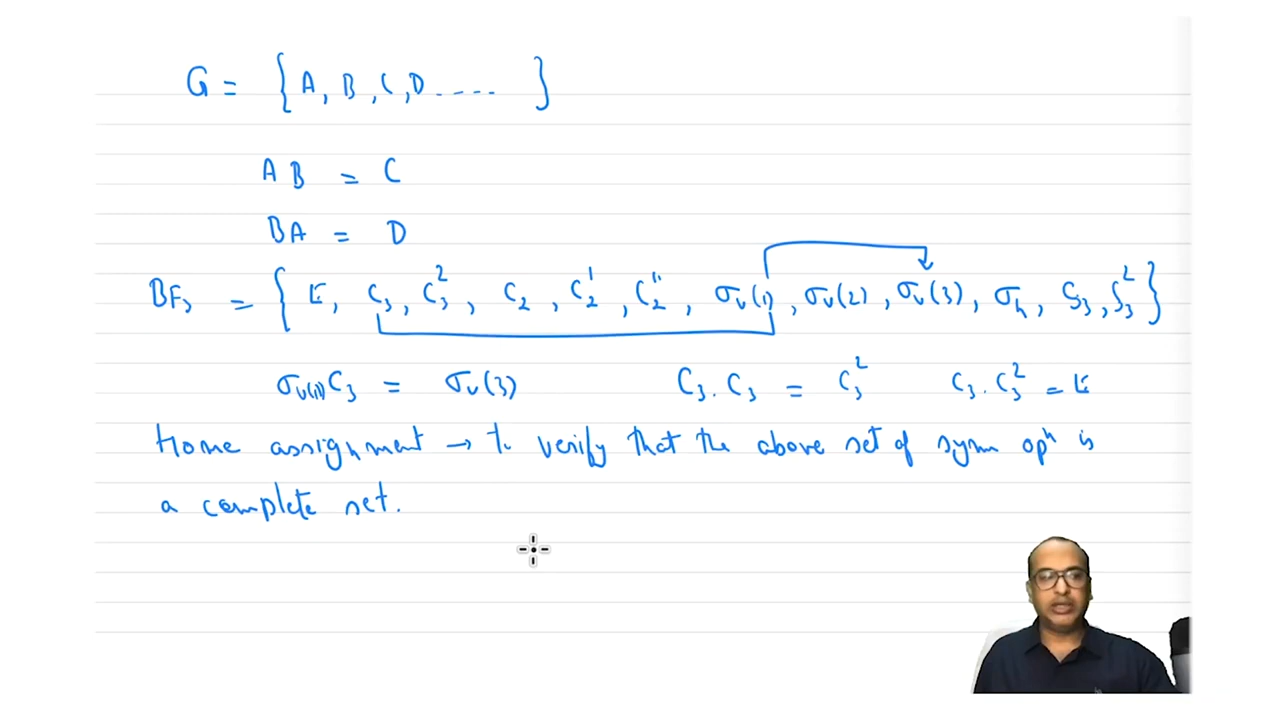 G = { A, B, C, D ..... }
AB = C
BA = D
BF₃ = { E, C₃, C₃², C₂, C₂', C₂'', σᵥ(1), σᵥ(2), σᵥ(3), σₕ, S₃, S₃² }
σᵥ(1) C₃ = σᵥ(3) C₃ . C₃ = C₃² C₃ . C₃² = E
Home assignment → to verify that the above set of symm opⁿ is
a complete set.